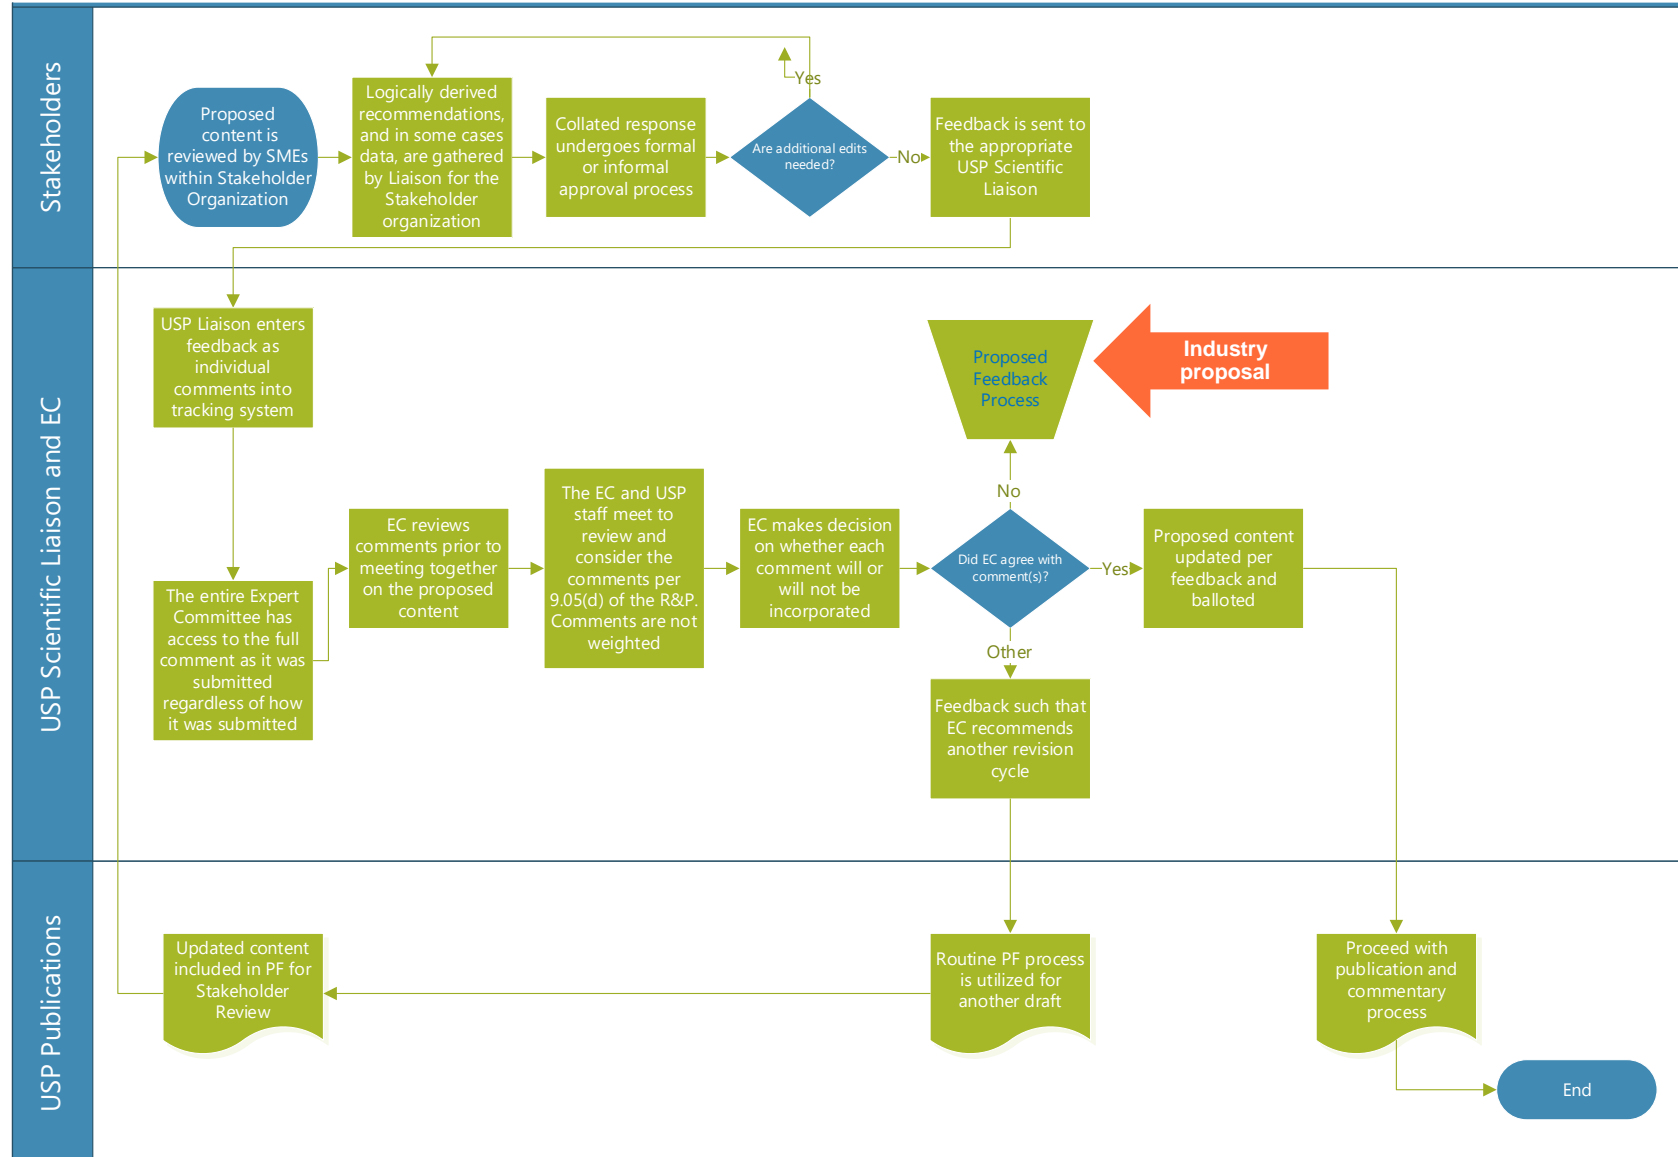 Stakeholders
Proposed
content is
reviewed by SMEs
within Stakeholder
Organization
Logically derived
recommendations,
and in some cases
data, are gathered
by Liaison for the
Stakeholder
organization
Collated response
undergoes formal
or informal
approval process
Yes
Are additional edits
needed?
No
Feedback is sent to
the appropriate
USP Scientific
Liaison
USP Scientific Liaison and EC
USP Liaison enters
feedback as
individual
comments into
tracking system
The entire Expert
Committee has
access to the full
comment as it was
submitted
regardless of how
it was submitted
EC reviews
comments prior to
meeting together
on the proposed
content
The EC and USP
staff meet to
review and
consider the
comments per
9.05(d) of the R&P.
Comments are not
weighted
EC makes decision
on whether each
comment will or
will not be
incorporated
Did EC agree with
comment(s)?
No
Proposed
Feedback
Process
Industry
proposal
Yes
Proposed content
updated per
feedback and
balloted
Other
Feedback such that
EC recommends
another revision
cycle
USP Publications
Updated content
included in PF for
Stakeholder
Review
Routine PF process
is utilized for
another draft
Proceed with
publication and
commentary
process
End